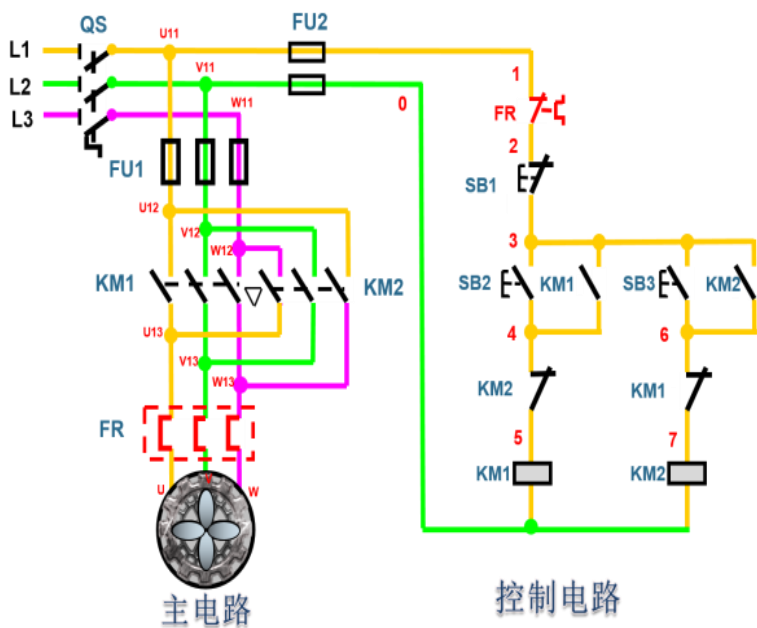 QS U11 FU2
L1
L2 V11 1
L3 W11 0 FR
FU1 2
SB1
U12
V12 3
W12
KM1 KM2 SB2 KM1 SB3 KM2
U13 4 6
V13
W13 KM2 KM1
FR 5 7
KM1 KM2
U V W
主电路 控制电路